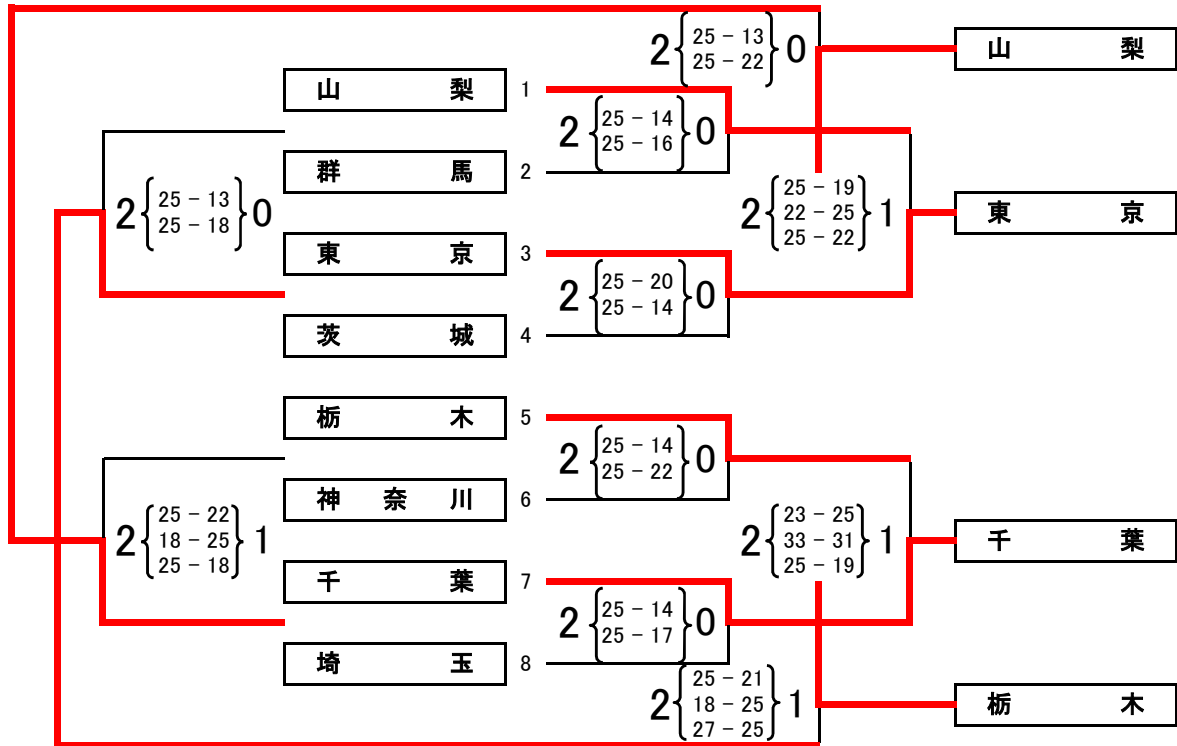 2 25 − 13 0
25 − 22
山 梨
山 梨 1
2 25 − 14 0
25 − 16
群 馬 2
2 25 − 13 0
25 − 18
2 25 − 19 1
22 − 25
25 − 22
東 京
東 京 3
2 25 − 20 0
25 − 14
茨 城 4
栃 木 5
2 25 − 14 0
25 − 22
神 奈 川 6
2 25 − 22 1
18 − 25
25 − 18
2 23 − 25 1
33 − 31
25 − 19
千 葉
千 葉 7
2 25 − 14 0
25 − 17
埼 玉 8
2 25 − 21 1
18 − 25
27 − 25
栃 木